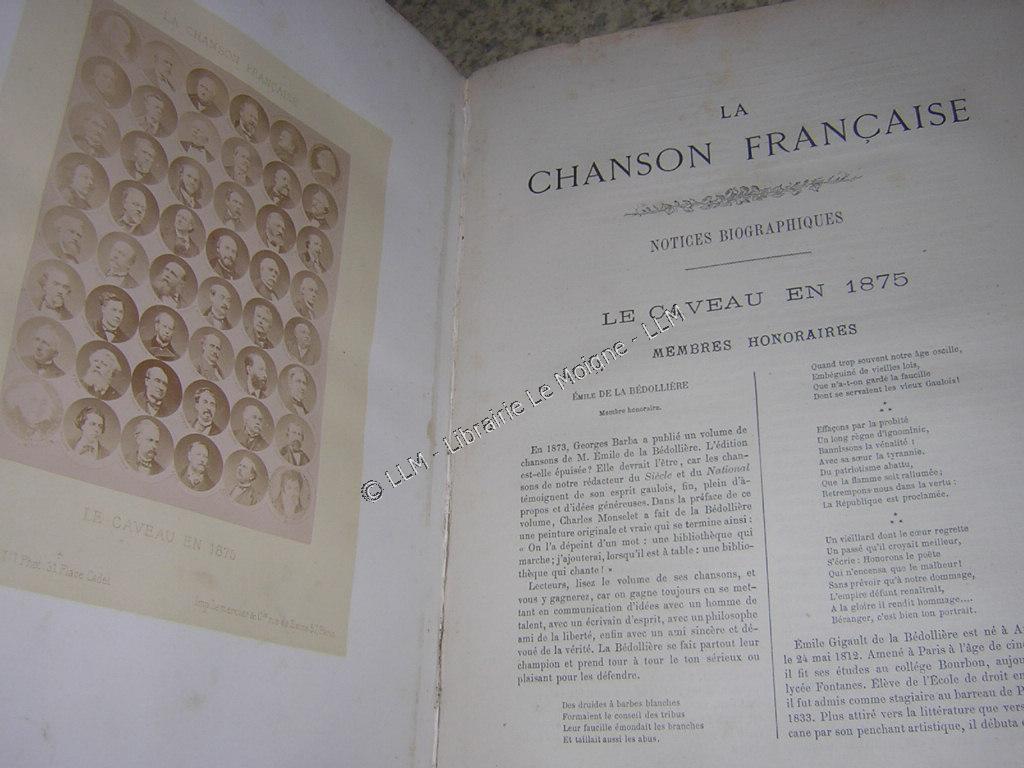 LA CHANSON FRANÇAISE
LE CAVEAU EN 1875
Phot. 31 Place Cadet
Imp. Lemercier & Cie rue de Seine 57 Paris
LA
CHANSON FRANÇAISE
NOTICES BIOGRAPHIQUES
LE CAVEAU EN 1875
MEMBRES HONORAIRES
ÉMILE DE LA BÉDOLLIÈRE
Membre honoraire.
En 1873, Georges Barba a publié un volume de
chansons de M. Émile de la Bédollière. L'édition
est-elle épuisée? Elle devrait l'être, car les chan-
sons de notre rédacteur du Siècle et du National
témoignent de son esprit gaulois, fin, plein d'à-
propos et d'idées généreuses. Dans la préface de ce
volume, Charles Monselet a fait de la Bédollière
une peinture originale et vraie qui se termine ainsi :
« On l'a dépeint d'un mot : une bibliothèque qui
marche; j'ajouterai, lorsqu'il est à table : une biblio-
thèque qui chante! »
Lecteurs, lisez le volume de ses chansons, et
vous y gagnerez, car on gagne toujours en se met-
tant en communication d'idées avec un homme de
talent, avec un écrivain d'esprit, avec un philosophe
ami de la liberté, enfin avec un ami sincère et dé-
voué de la vérité. La Bédollière se fait partout leur
champion et prend tour à tour le ton sérieux ou
plaisant pour les défendre.
Des druides à barbes blanches
Formaient le conseil des tribus
Leur faucille émondait les branches
Et taillait aussi les abus.
Quand trop souvent notre âge oscille,
Embéguiné de vieilles lois,
Que n'a-t-on gardé la faucille
Dont se servaient les vieux Gaulois!
Effaçons par la probité
Un long règne d'ignominie,
Bannissons la vénalité !
Avec sa sœur la tyrannie.
Du patriotisme abattu,
Que la flamme soit rallumée;
Retrempons-nous dans la vertu :
La République est proclamée.
Un vieillard dont le cœur regrette
Un passé qu'il croyait meilleur,
S'écrie : Honorons le poète
Qui n'encensa que le malheur!
Sans prévoir qu'à notre dommage,
L'empire défunt renaîtrait,
A la gloire il rendit hommage....
Béranger, c'est bien ton portrait.
Émile Gigault de la Bédollière est né à A
le 24 mai 1812. Amené à Paris à l'âge de cin
il fit ses études au collége Bourbon, aujou
lycée Fontanes. Élève de l'École de droit en
il fut admis comme stagiaire au barreau de P
1833. Plus attiré vers la littérature que vers
cane par son penchant artistique, il débuta
© LLM - Librairie Le Moigne - LLM